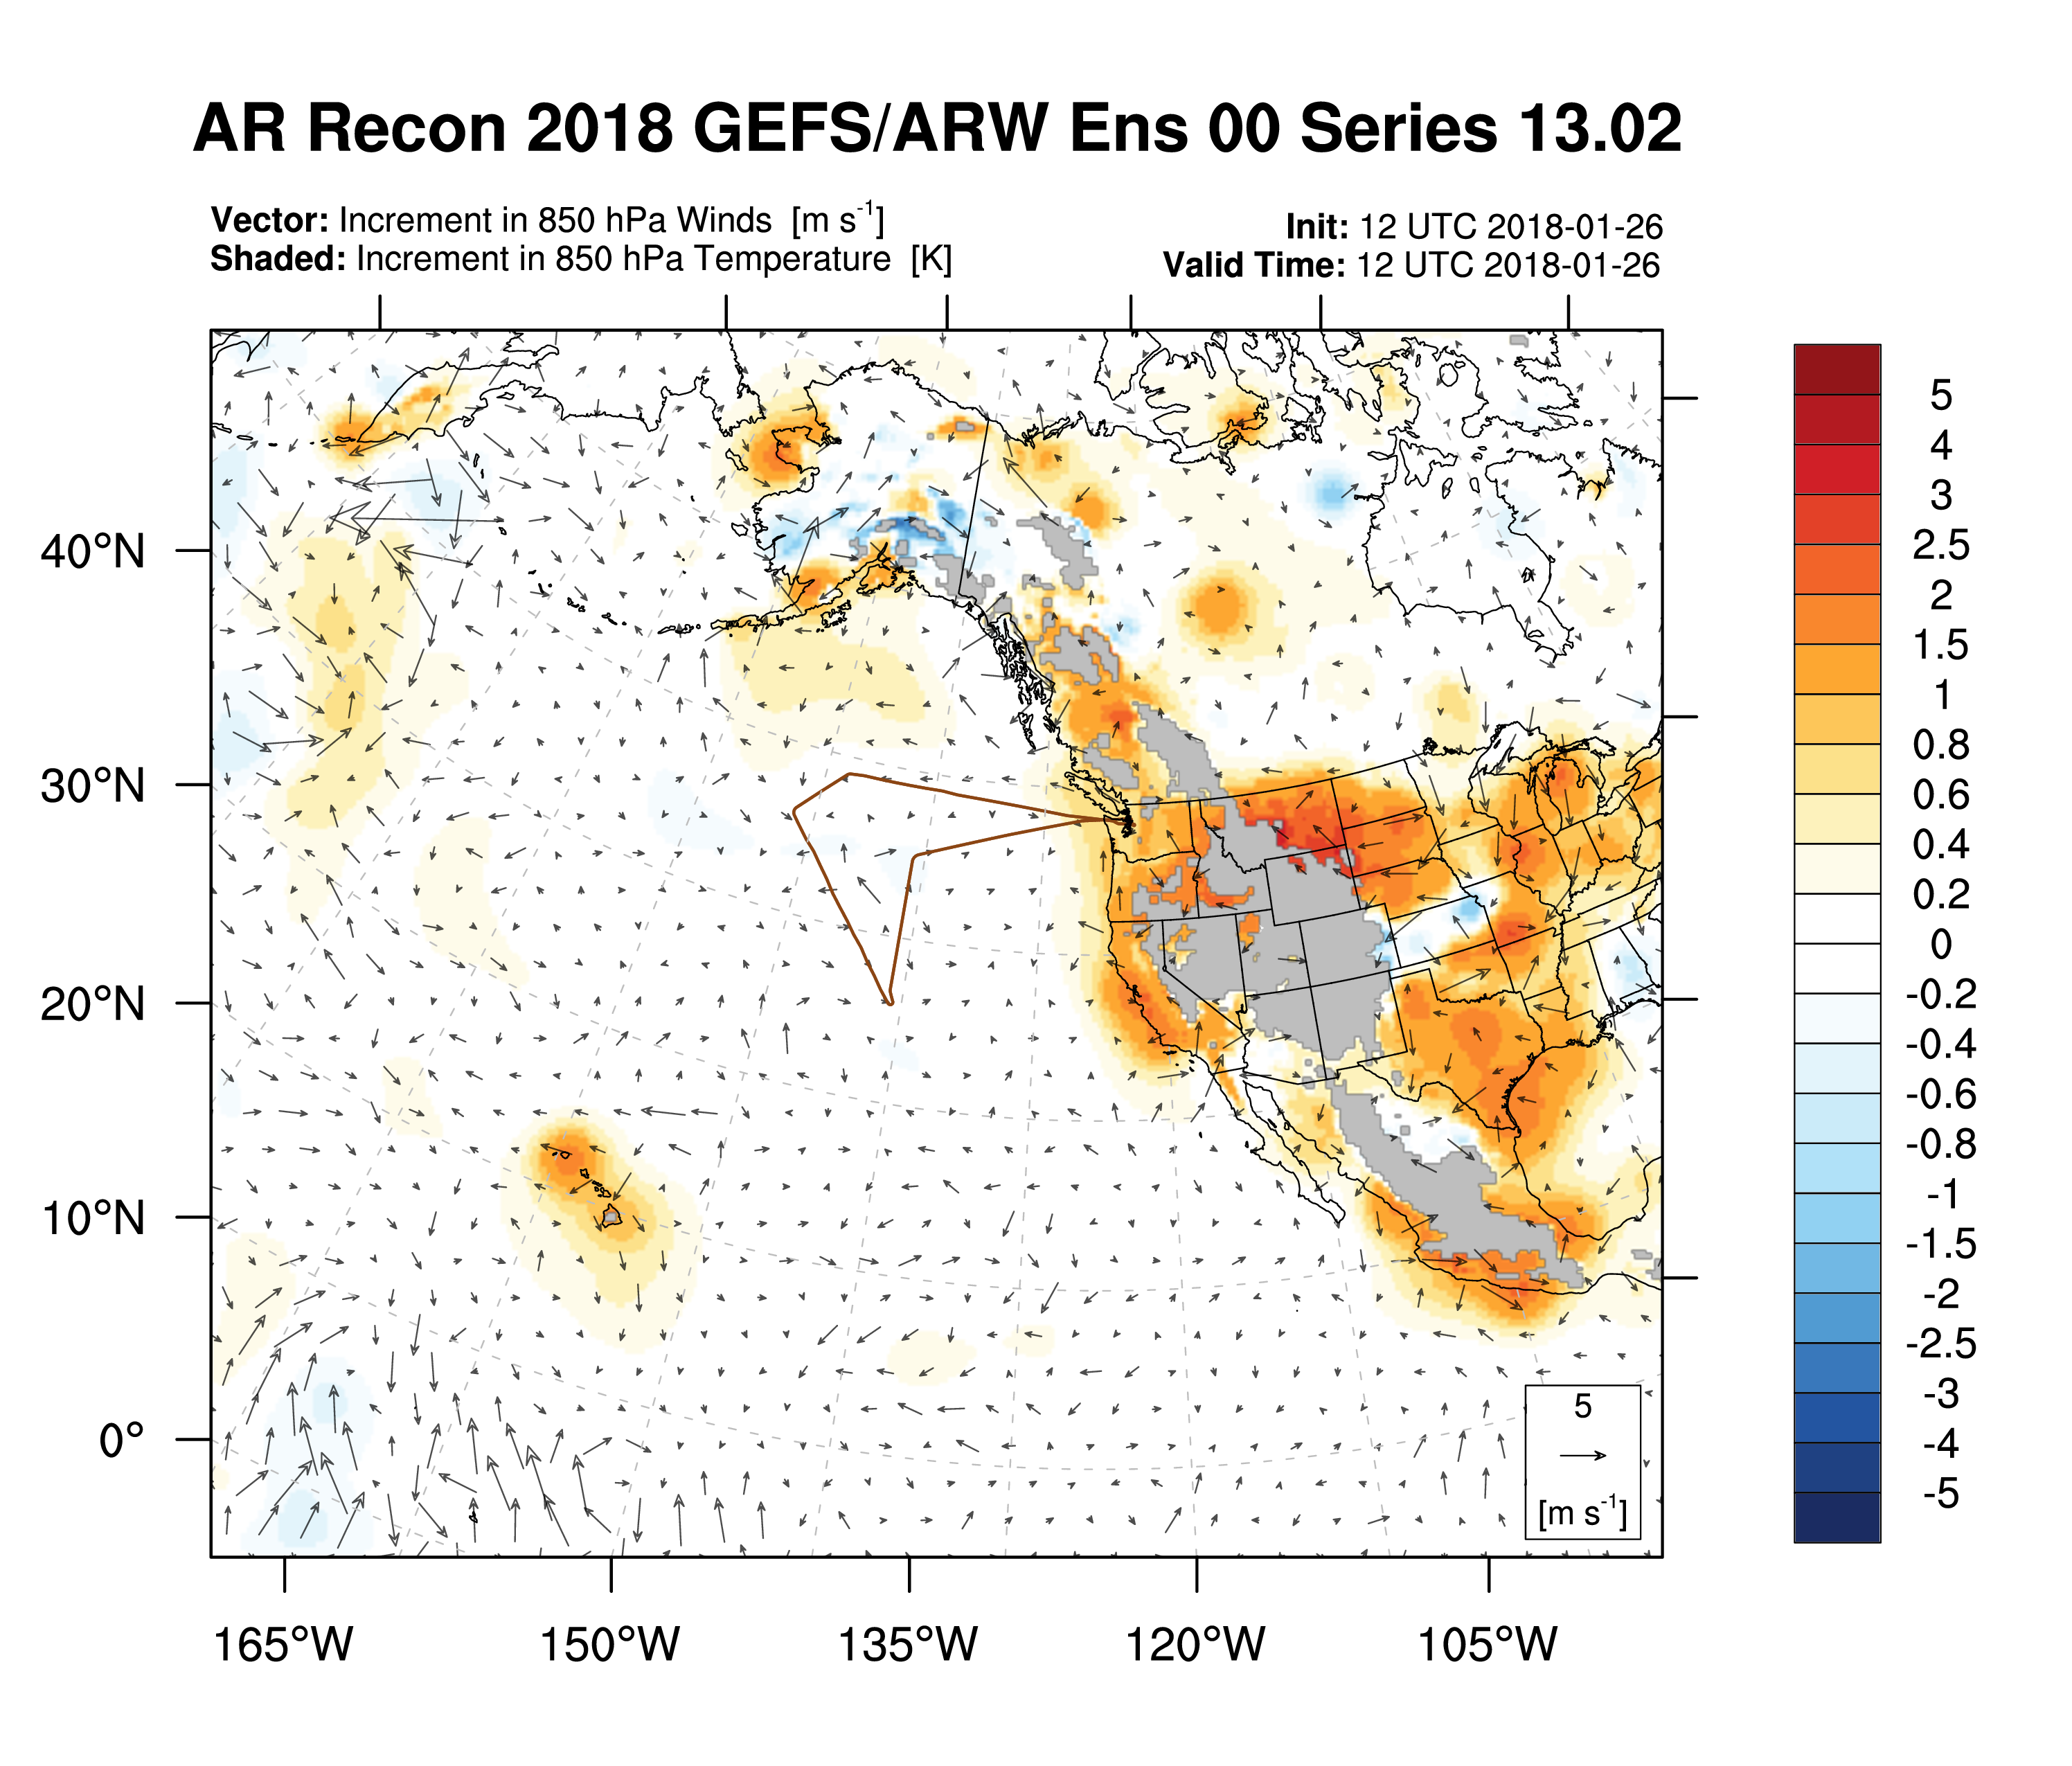 AR Recon 2018 GEFS/ARW Ens 00 Series 13.02
Vector: Increment in 850 hPa Winds [m s-1]
Init: 12 UTC 2018-01-26
Shaded: Increment in 850 hPa Temperature [K]
Valid Time: 12 UTC 2018-01-26
40°N
30°N
20°N
10°N
0°
165°W
150°W
135°W
120°W
105°W
5
[m s-1]
5
4
3
2.5
2
1.5
1
0.8
0.6
0.4
0.2
0
-0.2
-0.4
-0.6
-0.8
-1
-1.5
-2
-2.5
-3
-4
-5